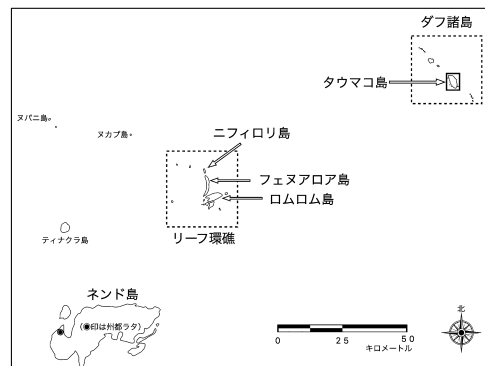 ダフ諸島
タウマコ島
ヌパニ島
ヌカプ島
ニフィロリ島
フェヌアロア島
ロムロム島
リーフ環礁
ティナクラ島
ネンド島
(◉印は州都ラタ)
北
0 25 50
キロメートル